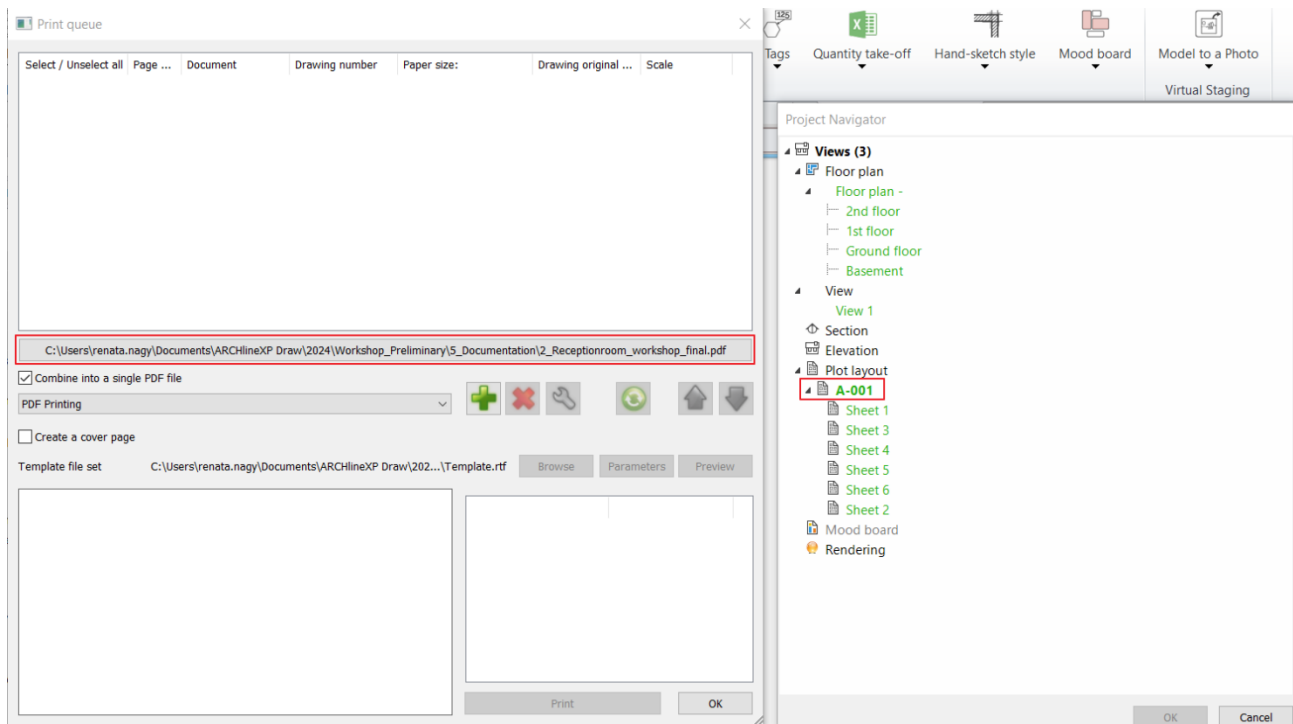 Print queue
Select / Unselect all Page ... Document Drawing number Paper size: Drawing original ... Scale
C:\Users\renata.nagy\Documents\ARCHlineXP Draw\2024\Workshop_Preliminary\5_Documentation\2_Receptionroom_workshop_final.pdf
Combine into a single PDF file
PDF Printing
Create a cover page
Template file set C:\Users\renata.nagy\Documents\ARCHlineXP Draw\202...\Template.rtf Browse Parameters Preview
Print OK
125
Tags Quantity take-off Hand-sketch style Mood board Model to a Photo
Virtual Staging
Project Navigator
Views (3)
Floor plan
Floor plan -
2nd floor
1st floor
Ground floor
Basement
View
View 1
Section
Elevation
Plot layout
A-001
Sheet 1
Sheet 3
Sheet 4
Sheet 5
Sheet 6
Sheet 2
Mood board
Rendering
OK Cancel